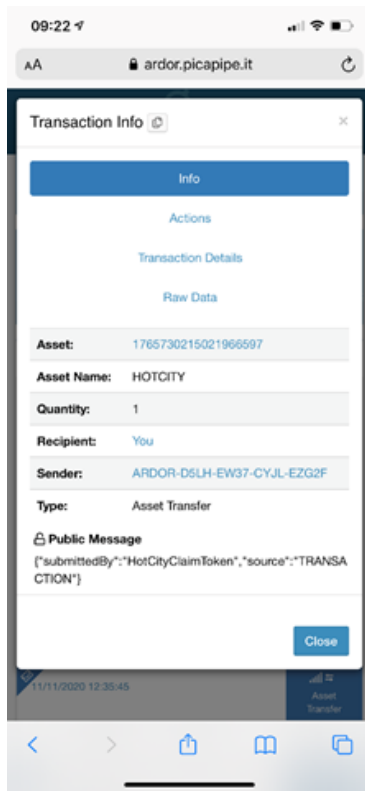 09:22
AA ardor.picapipe.it
Transaction Info
×
Info
Actions
Transaction Details
Raw Data
Asset: 1765730215021966597
Asset Name: HOTCITY
Quantity: 1
Recipient: You
Sender: ARDOR-D5LH-EW37-CYJL-EZG2F
Type: Asset Transfer
Public Message
{"submittedBy":"HotCityClaimToken","source":"TRANSA
CTION"}
Close
11/11/2020 12:35:45
Asset
Transfer